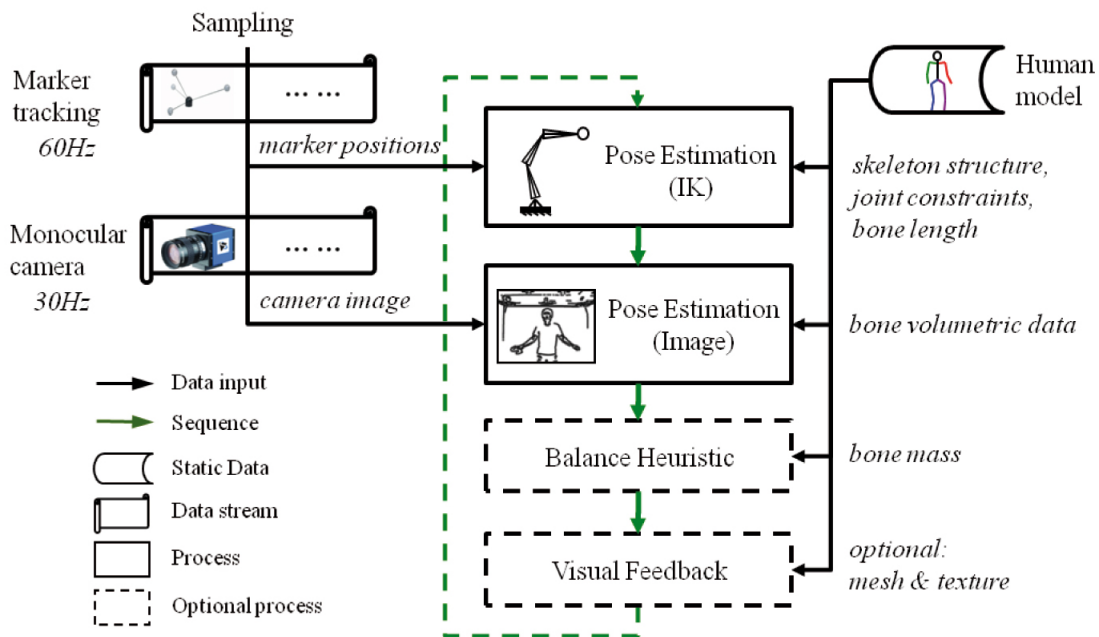 Sampling
Marker
tracking
60Hz
... ...
marker positions
Monocular
camera
30Hz
... ...
camera image
Pose Estimation
(IK)
Pose Estimation
(Image)
Balance Heuristic
Visual Feedback
Human
model
skeleton structure,
joint constraints,
bone length
bone volumetric data
bone mass
optional:
mesh & texture
Data input
Sequence
Static Data
Data stream
Process
Optional process